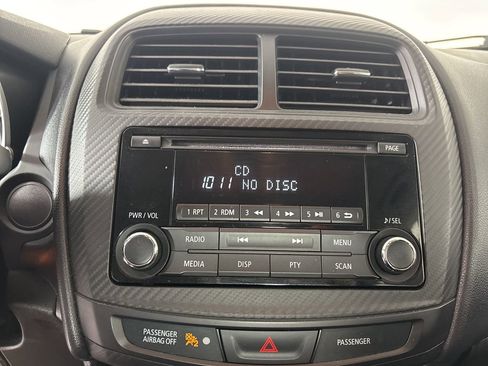 PAGE
CD
1011 NO DISC
1 RPT 2 RDM 3 ◀◀ 4 ▶▶ 5 ▶II 6 ↩
PWR / VOL
♪/SEL
RADIO I◀◀ ▶▶I MENU
MEDIA DISP PTY SCAN
PASSENGER
AIRBAG OFF
PASSENGER